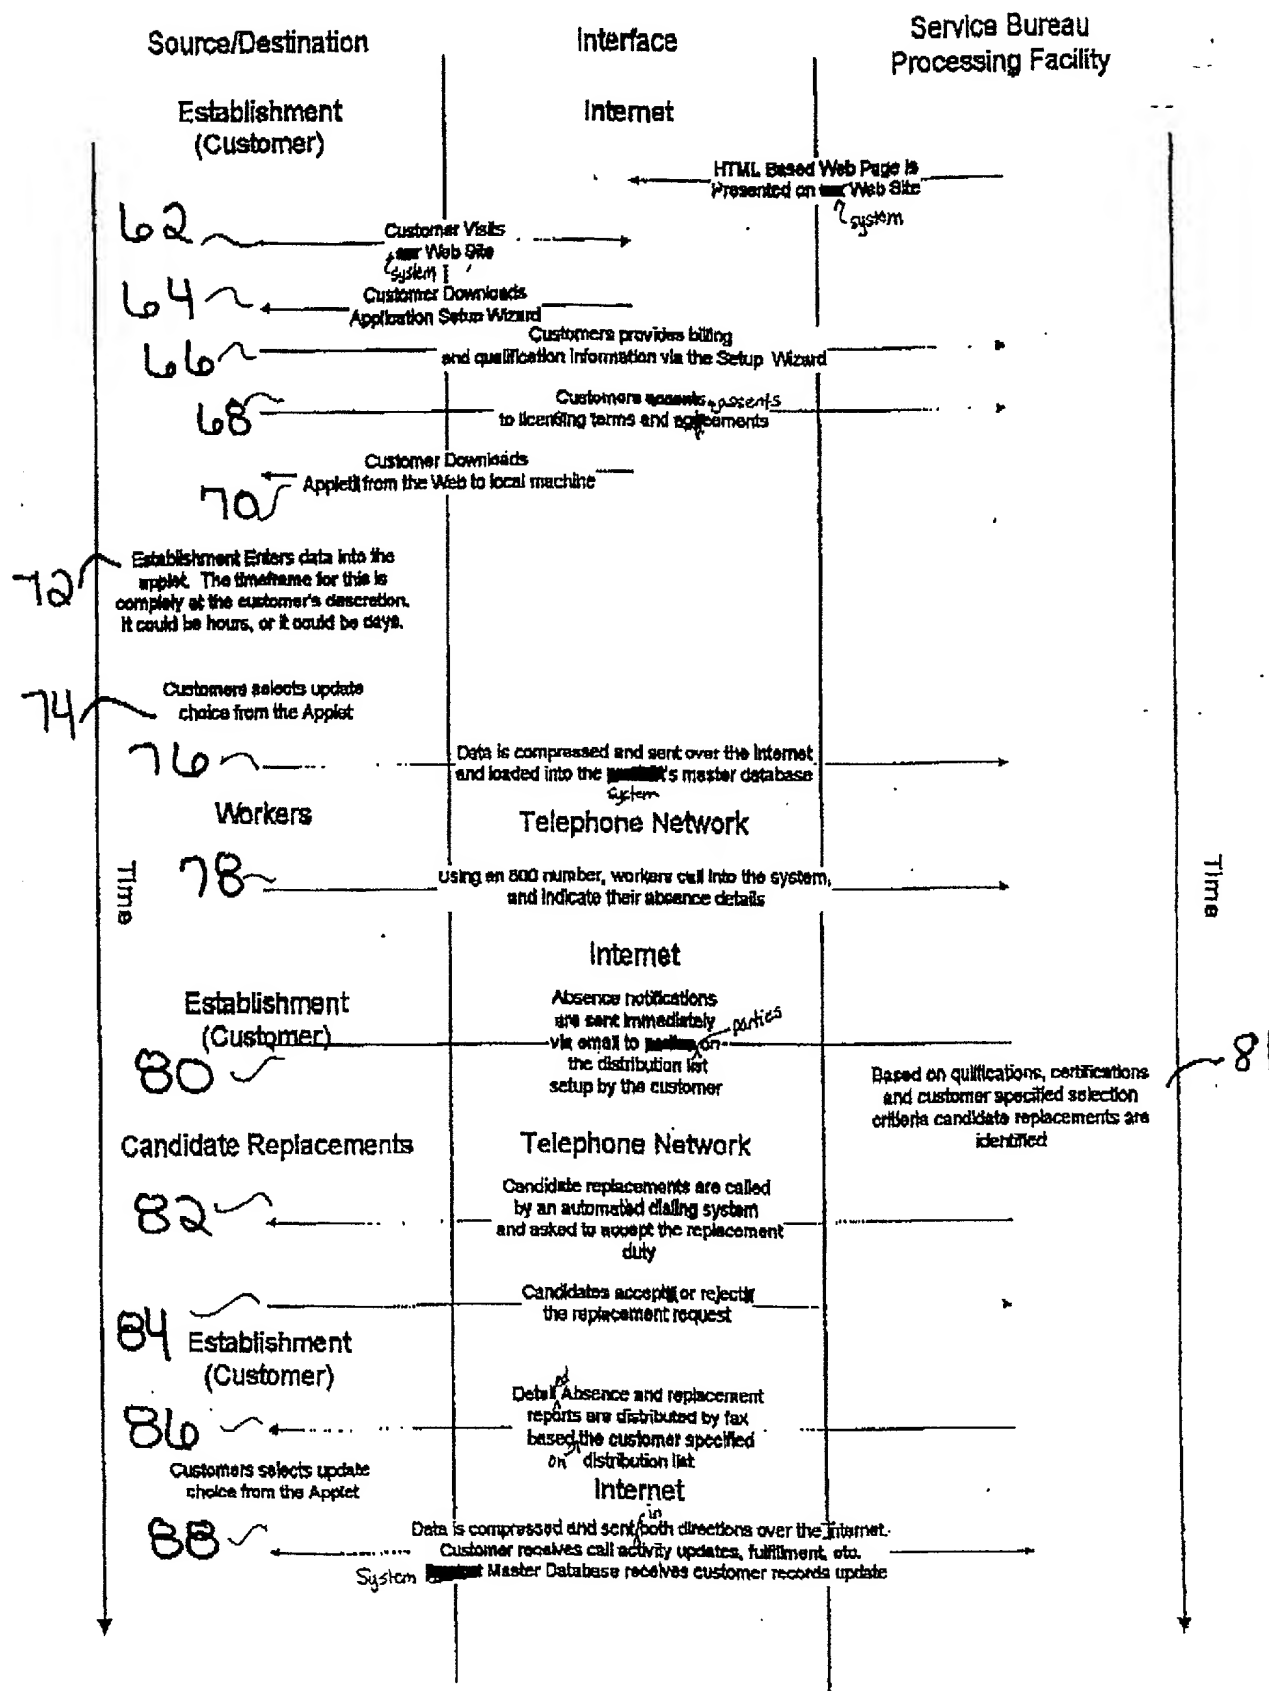 Source/Destination
Interface
Service Bureau
Processing Facility
Establishment
(Customer)
Internet
HTML Based Web Page is
Presented on Web Site
system
62
Customer Visits
Web Site
system
64
Customer Downloads
Application Setup Wizard
66
Customers provides billing
and qualification information via the Setup Wizard
68
Customers assents
to licensing terms and agreements
Customer Downloads
Applet from the Web to local machine
70
72
Establishment Enters data into the
applet. The timeframe for this is
complely at the customer's descretion.
It could be hours, or it could be days.
74
Customers selects update
choice from the Applet
76
Data is compressed and sent over the Internet
and loaded into the 's master database
system
Workers
Telephone Network
Time
Time
78
Using an 800 number, workers call into the system,
and indicate their absence details
Internet
Establishment
(Customer)
Absence notifications
are sent immediately
parties
via email to on
the distribution list
setup by the customer
80
8
Based on qulifications, certifications
and customer specified selection
criteria candidate replacements are
identified
Candidate Replacements
Telephone Network
82
Candidate replacements are called
by an automated dialing system
and asked to accept the replacement
duty
84
Candidates accept or reject
the replacement request
Establishment
(Customer)
86
ed
Detail Absence and replacement
reports are distributed by fax
based the customer specified
on distribution list
Customers selects update
choice from the Applet
Internet
88
in
Data is compressed and sent both directions over the Internet.
Customer receives call activity updates, fulfillment, etc.
System Master Database receives customer records update